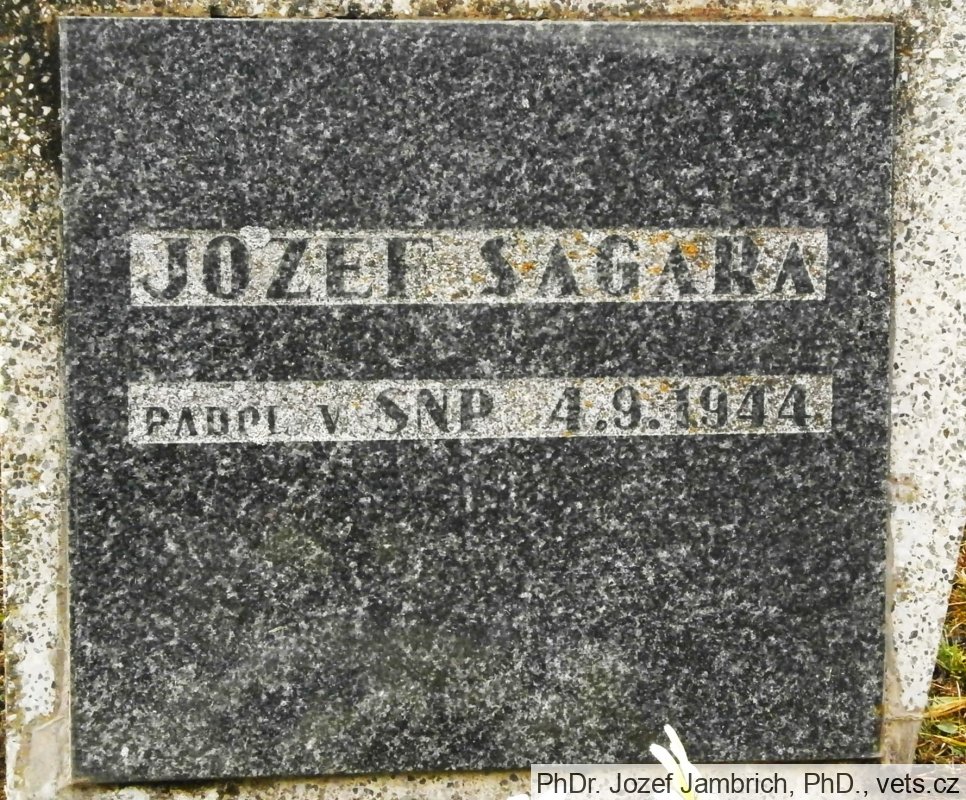 JOZEF SAGARA
PADOL V SNP 4.9.1944.
PhDr. Jozef Jambrich, PhD., vets.cz